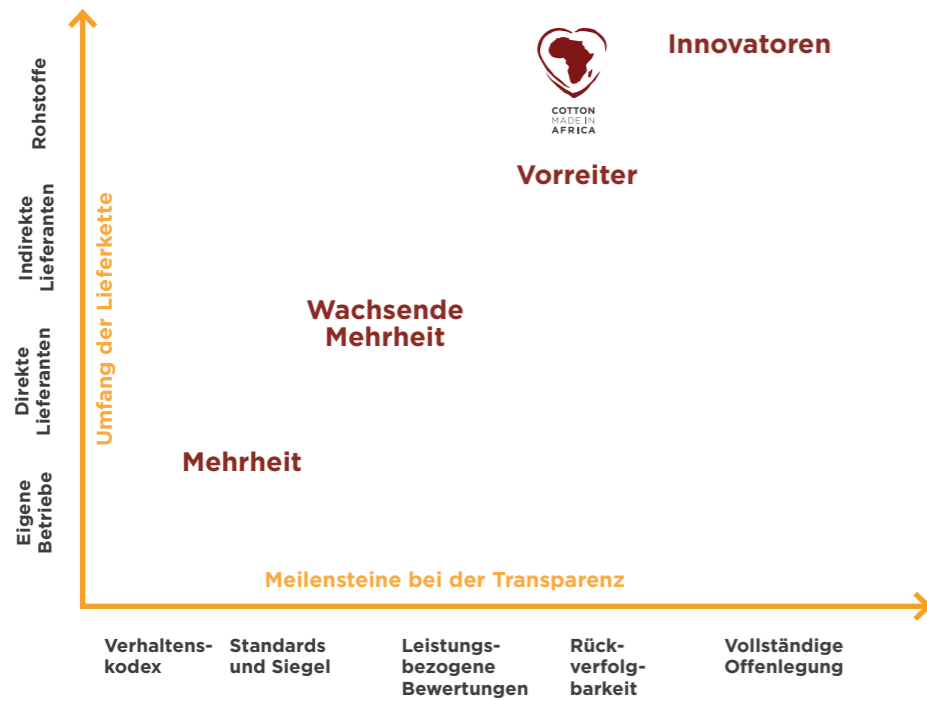 Innovatoren
COTTON
MADE IN
AFRICA
Vorreiter
Wachsende
Mehrheit
Mehrheit
Rohstoffe
Indirekte
Lieferanten
Direkte
Lieferanten
Eigene
Betriebe
Umfang der Lieferkette
Meilensteine bei der Transparenz
Verhaltens-
kodex
Standards
und Siegel
Leistungs-
bezogene
Bewertungen
Rück-
verfolg-
barkeit
Vollständige
Offenlegung